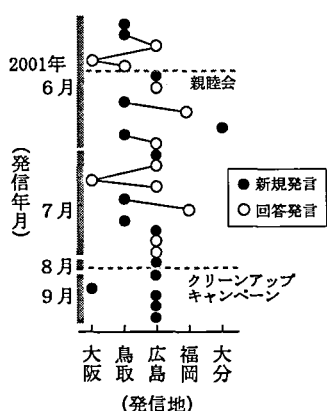 2001年
6月
親睦会
(発信年月)
● 新規発言
○ 回答発言
7月
8月
クリーンアップ
キャンペーン
9月
大阪
鳥取
広島
福岡
大分
(発信地)